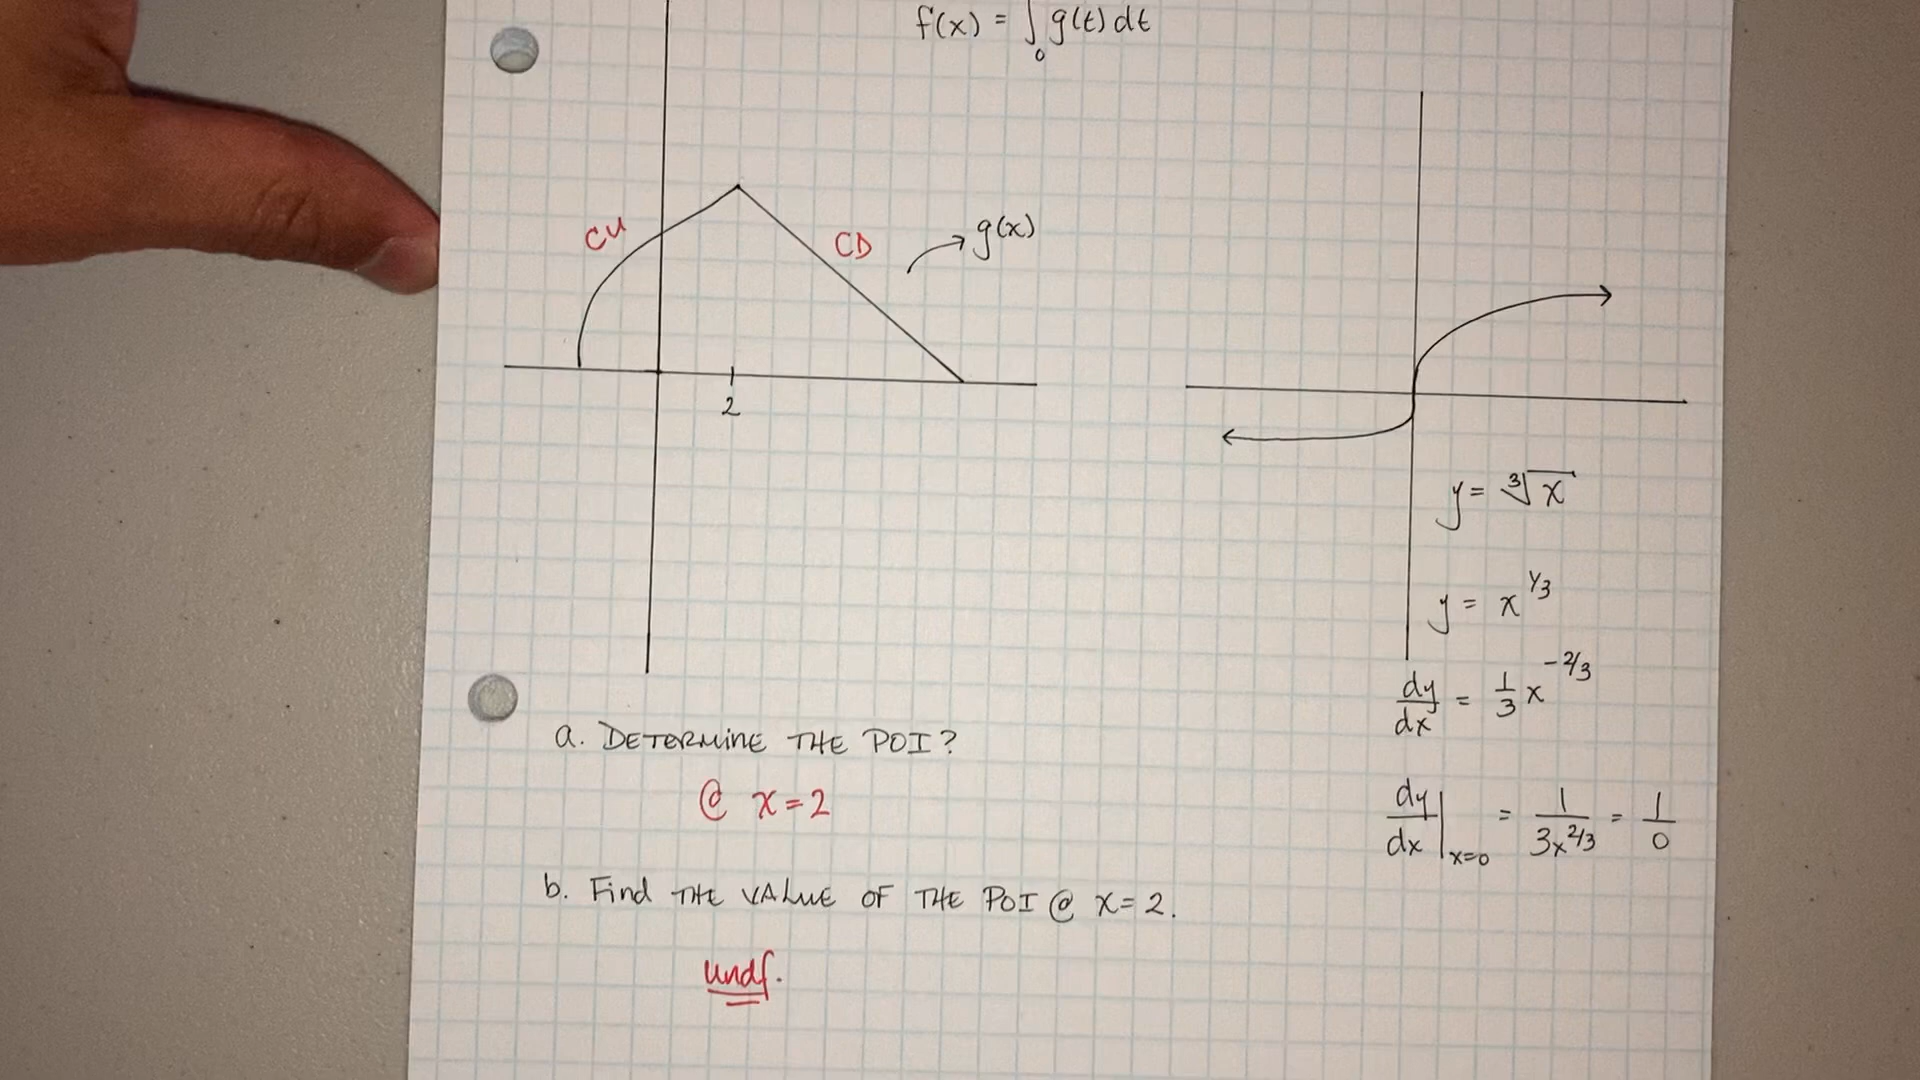 f(x) = ∫₀ g(t) dt
CU
CD
g(x)
2
y = ∛x
y = x^(1/3)
dy/dx = 1/3 x^(-2/3)
a. DETERMINE THE POI?
@ x=2
dy/dx |x=0 = 1/(3x^(2/3)) = 1/0
b. Find THE VALUE OF THE POI @ x=2.
undf.